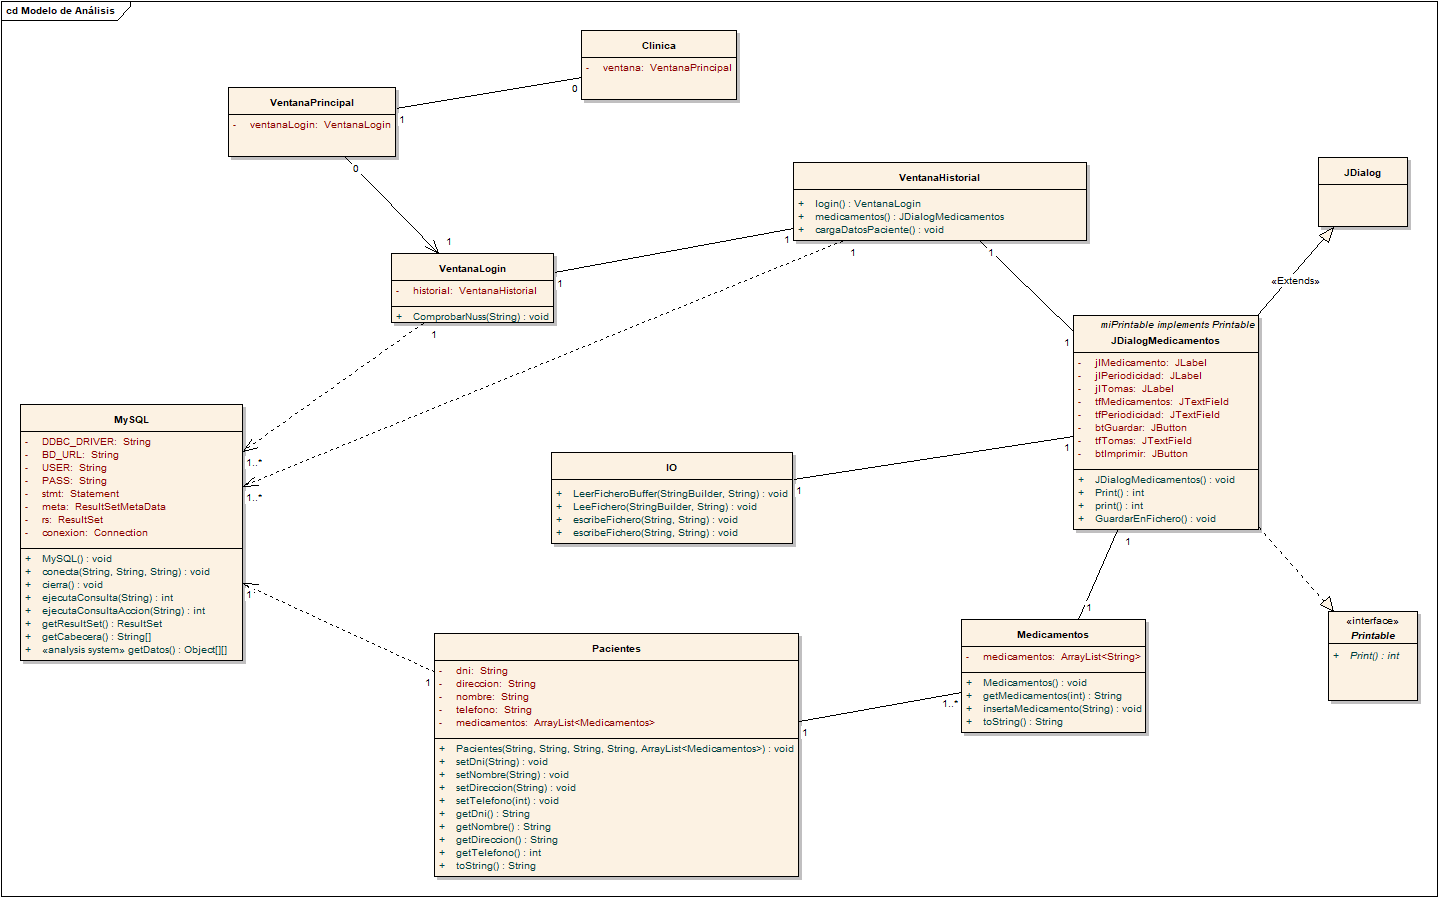 cd Modelo de Análisis
Clinica
- ventana: VentanaPrincipal
0
VentanaPrincipal
- ventanaLogin: VentanaLogin
1
0
VentanaHistorial
+ login() : VentanaLogin
+ medicamentos() : JDialogMedicamentos
+ cargaDatosPaciente() : void
1
1
1
JDialog
«Extends»
1
VentanaLogin
- historial: VentanaHistorial
+ ComprobarNuss(String) : void
1
1
miPrintable implements Printable
JDialogMedicamentos
- jlMedicamento: JLabel
- jlPeriodicidad: JLabel
- jlTomas: JLabel
- tfMedicamentos: JTextField
- tfPeriodicidad: JTextField
- btGuardar: JButton
- tfTomas: JTextField
- btImprimir: JButton
+ JDialogMedicamentos() : void
+ Print() : int
+ print() : int
+ GuardarEnFichero() : void
1
1
1
MySQL
- DDBC_DRIVER: String
- BD_URL: String
- USER: String
- PASS: String
- stmt: Statement
- meta: ResultSetMetaData
- rs: ResultSet
- conexion: Connection
+ MySQL() : void
+ conecta(String, String, String) : void
+ cierra() : void
+ ejecutaConsulta(String) : int
+ ejecutaConsultaAccion(String) : int
+ getResultSet() : ResultSet
+ getCabecera() : String[]
+ «analysis system» getDatos() : Object[][]
1..*
1..*
1
IO
+ LeerFicheroBuffer(StringBuilder, String) : void
+ LeeFichero(StringBuilder, String) : void
+ escribeFichero(String, String) : void
+ escribeFichero(String, String) : void
1
Pacientes
- dni: String
- direccion: String
- nombre: String
- telefono: String
- medicamentos: ArrayList<Medicamentos>
+ Pacientes(String, String, String, String, ArrayList<Medicamentos>) : void
+ setDni(String) : void
+ setNombre(String) : void
+ setDireccion(String) : void
+ setTelefono(int) : void
+ getDni() : String
+ getNombre() : String
+ getDireccion() : String
+ getTelefono() : int
+ toString() : String
1
1
1
Medicamentos
- medicamentos: ArrayList<String>
+ Medicamentos() : void
+ getMedicamentos(int) : String
+ insertaMedicamento(String) : void
+ toString() : String
1..*
«interface»
Printable
+ Print() : int